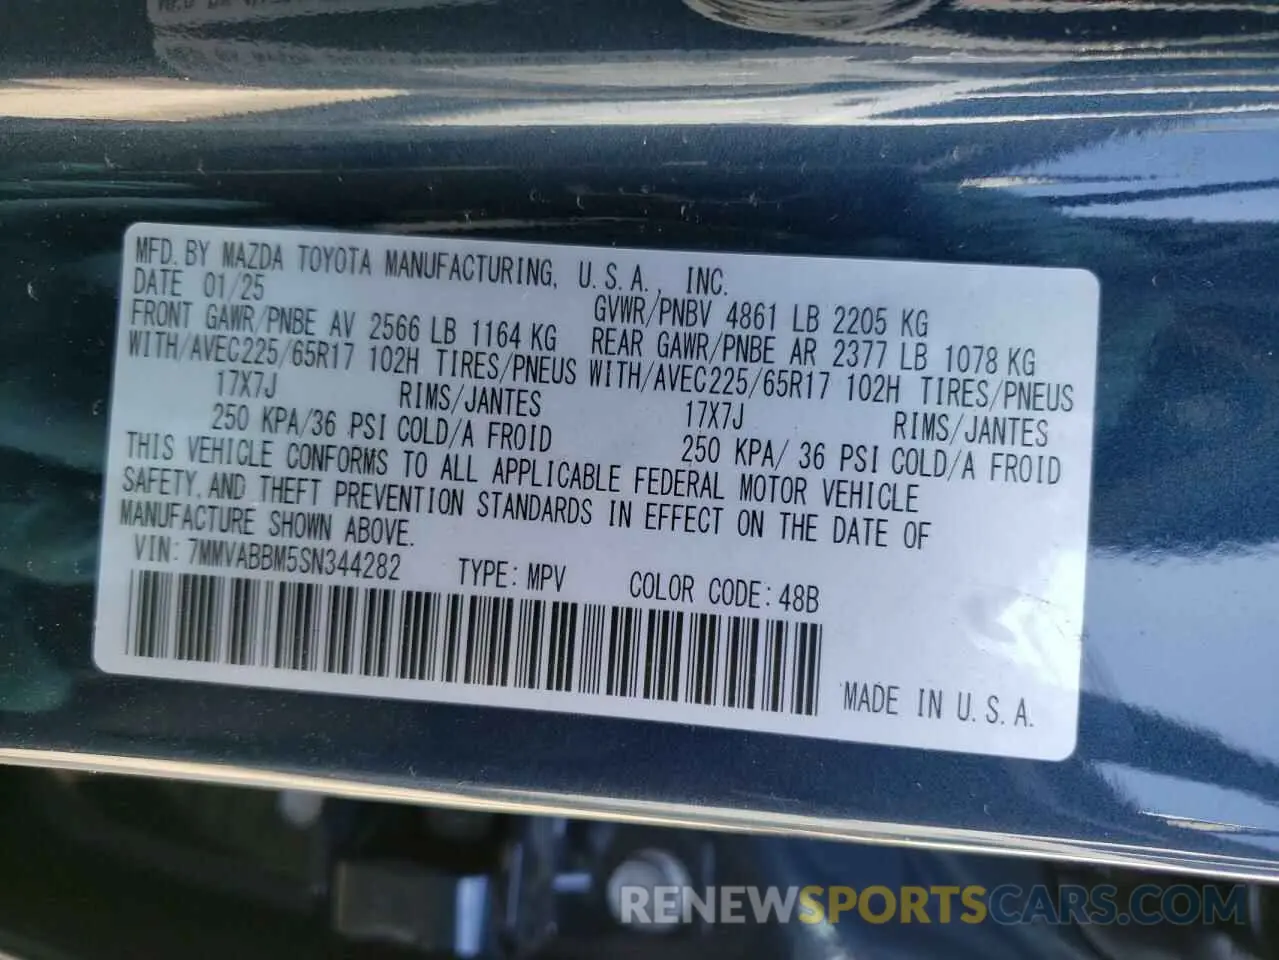 MFD. BY MAZDA TOYOTA MANUFACTURING, U.S.A., INC.
DATE 01/25 GVWR/PNBV 4861 LB 2205 KG
FRONT GAWR/PNBE AV 2566 LB 1164 KG REAR GAWR/PNBE AR 2377 LB 1078 KG
WITH/AVEC225/65R17 102H TIRES/PNEUS WITH/AVEC225/65R17 102H TIRES/PNEUS
17X7J RIMS/JANTES 17X7J RIMS/JANTES
250 KPA/36 PSI COLD/A FROID 250 KPA/ 36 PSI COLD/A FROID
THIS VEHICLE CONFORMS TO ALL APPLICABLE FEDERAL MOTOR VEHICLE
SAFETY, AND THEFT PREVENTION STANDARDS IN EFFECT ON THE DATE OF
MANUFACTURE SHOWN ABOVE.
VIN: 7MMVABBM5SN344282 TYPE: MPV COLOR CODE: 48B
MADE IN U.S.A.
RENEWSPORTSCARS.COM